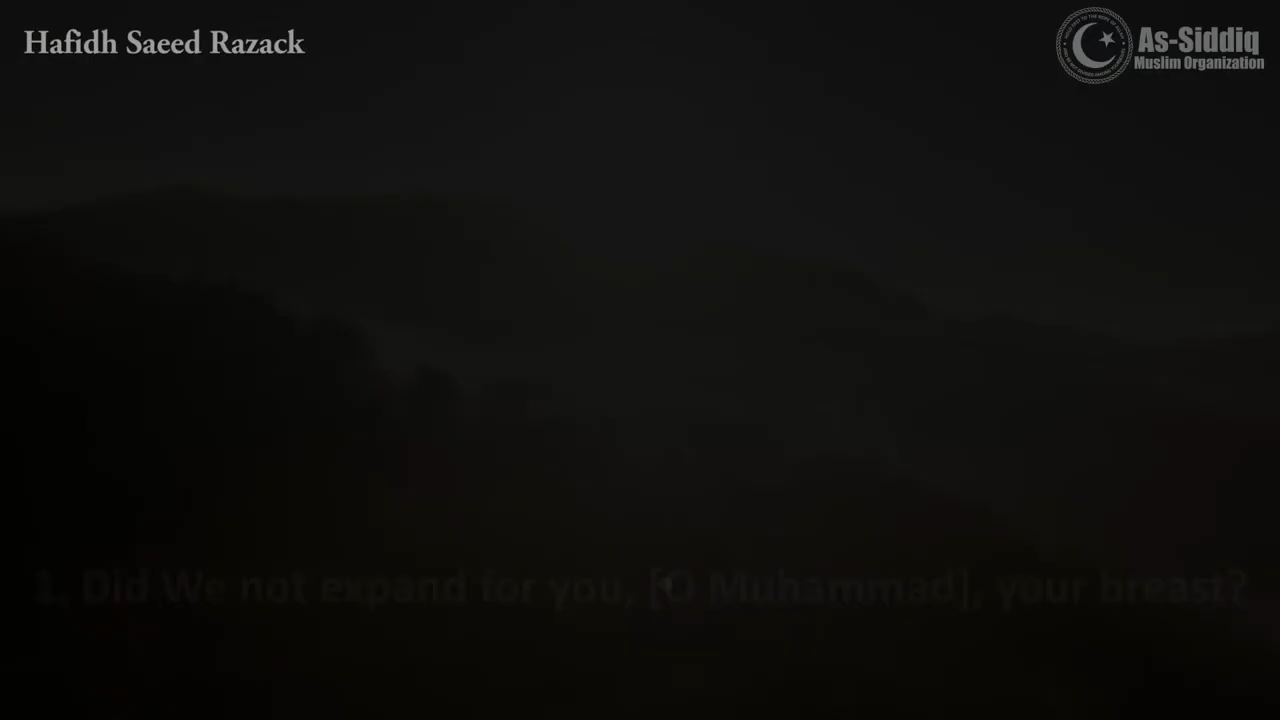 Hafidh Saeed Razack
As-Siddiq
Muslim Organization
1. Did We not expand for you, [O Muhammad], your breast?